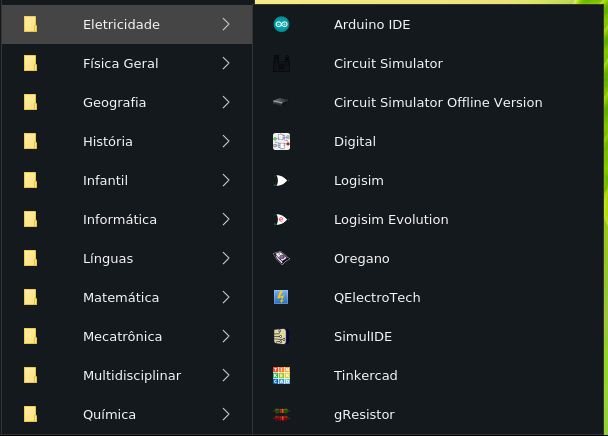 Eletricidade
Física Geral
Geografia
História
Infantil
Informática
Línguas
Matemática
Mecatrônica
Multidisciplinar
Química
Arduino IDE
Circuit Simulator
Circuit Simulator Offline Version
Digital
Logisim
Logisim Evolution
Oregano
QElectroTech
SimulIDE
Tinkercad
gResistor